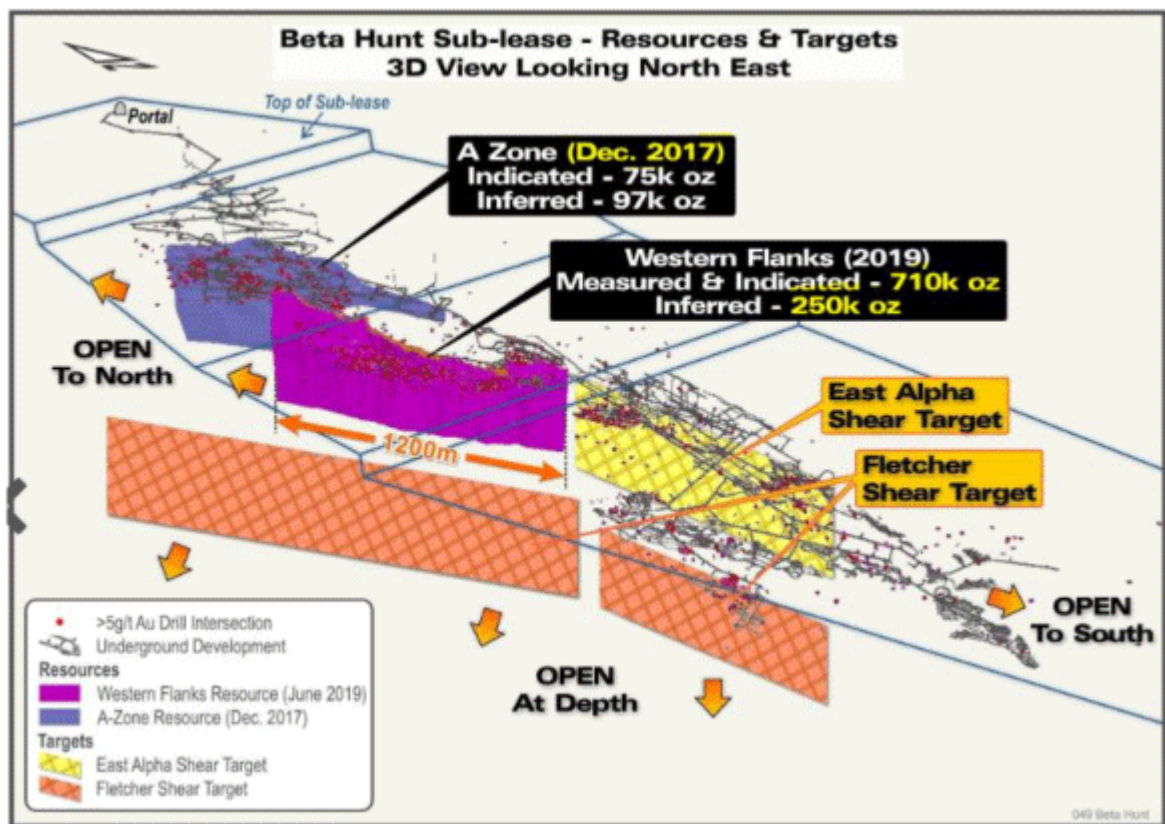 Beta Hunt Sub-lease - Resources & Targets
3D View Looking North East
Top of Sub-lease
Portal
A Zone (Dec. 2017)
Indicated - 75k oz
Inferred - 97k oz
Western Flanks (2019)
Measured & Indicated - 710k oz
Inferred - 250k oz
OPEN
To North
1200m
East Alpha
Shear Target
Fletcher
Shear Target
OPEN
To South
OPEN
At Depth
>5g/t Au Drill Intersection
Underground Development
Resources
Western Flanks Resource (June 2019)
A-Zone Resource (Dec. 2017)
Targets
East Alpha Shear Target
Fletcher Shear Target
049 Beta Hunt